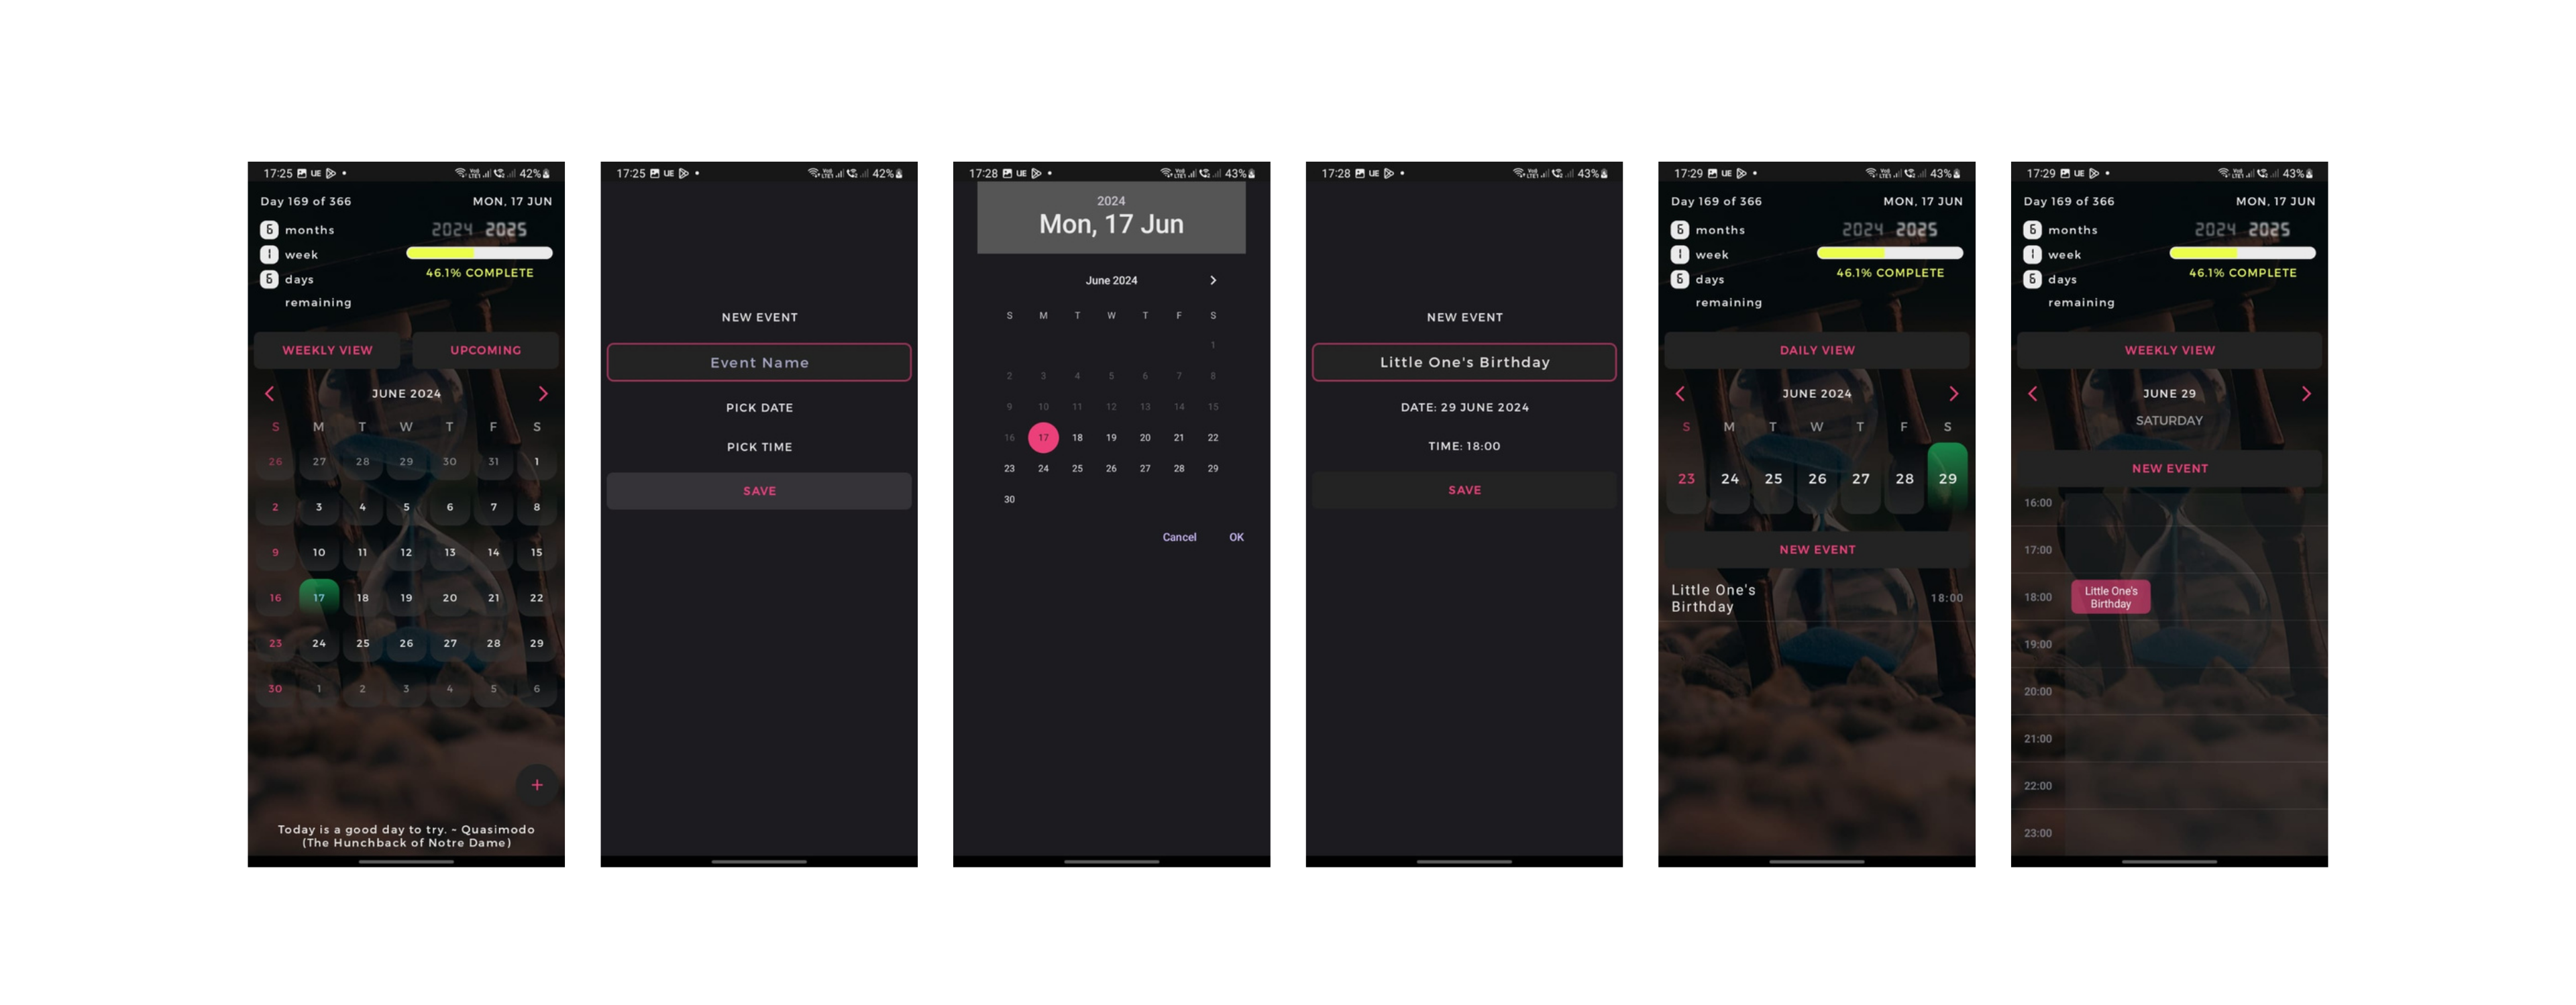 17:25 UE
42%
Day 169 of 366
MON, 17 JUN
6 months
2024 2025
1 week
46.1% COMPLETE
6 days
remaining
WEEKLY VIEW
UPCOMING
JUNE 2024
S M T W T F S
26 27 28 29 30 31 1
2 3 4 5 6 7 8
9 10 11 12 13 14 15
16 17 18 19 20 21 22
23 24 25 26 27 28 29
30 1 2 3 4 5 6
+
Today is a good day to try. ~ Quasimodo
(The Hunchback of Notre Dame)
17:25 UE
42%
NEW EVENT
Event Name
PICK DATE
PICK TIME
SAVE
17:28 UE
43%
2024
Mon, 17 Jun
June 2024
S M T W T F S
1
2 3 4 5 6 7 8
9 10 11 12 13 14 15
16 17 18 19 20 21 22
23 24 25 26 27 28 29
30
Cancel OK
17:28 UE
43%
NEW EVENT
Little One's Birthday
DATE: 29 JUNE 2024
TIME: 18:00
SAVE
17:29 UE
43%
Day 169 of 366
MON, 17 JUN
6 months
2024 2025
1 week
46.1% COMPLETE
6 days
remaining
DAILY VIEW
JUNE 2024
S M T W T F S
23 24 25 26 27 28 29
NEW EVENT
Little One's
Birthday
18:00
17:29 UE
43%
Day 169 of 366
MON, 17 JUN
6 months
2024 2025
1 week
46.1% COMPLETE
6 days
remaining
WEEKLY VIEW
JUNE 29
SATURDAY
NEW EVENT
16:00
17:00
18:00
Little One's
Birthday
19:00
20:00
21:00
22:00
23:00